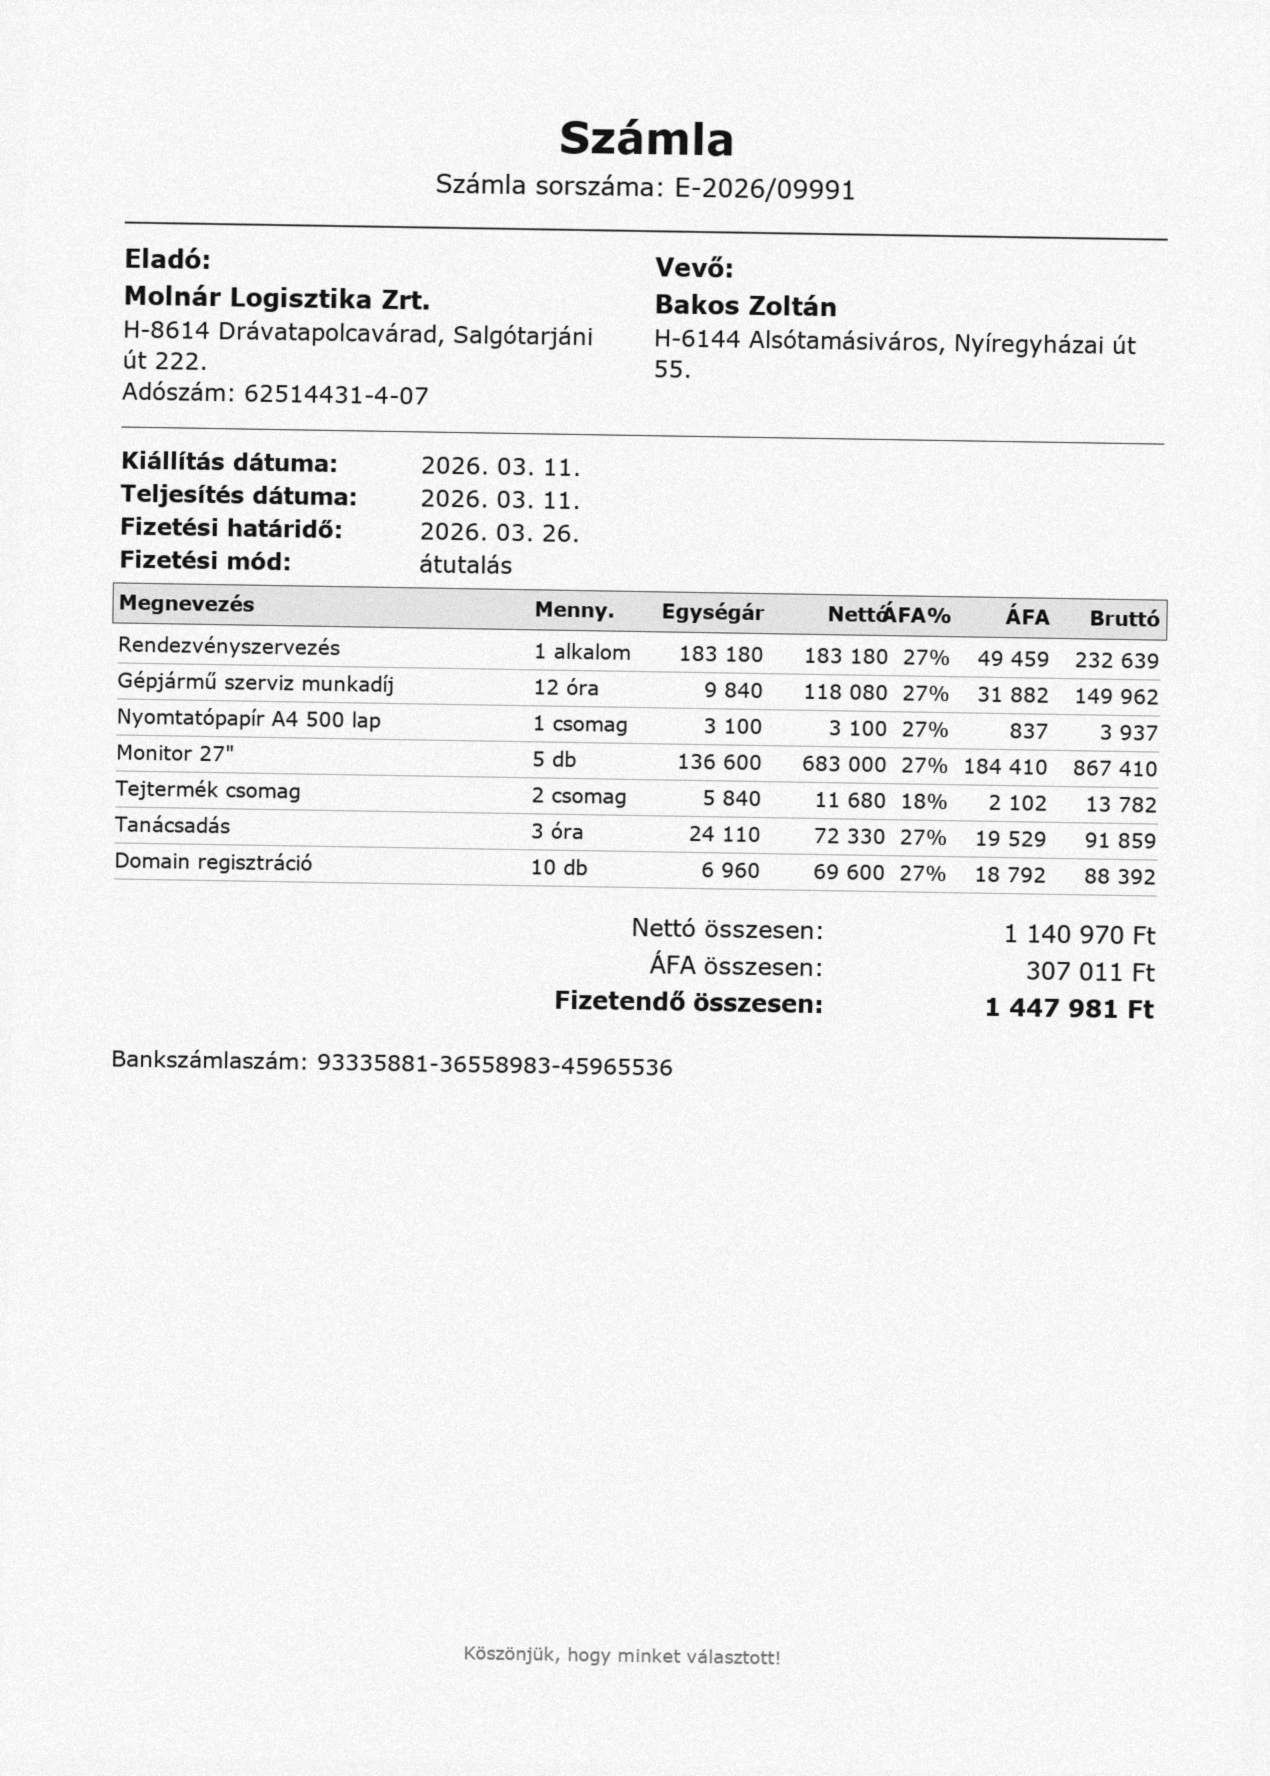 Számla
Számla sorszáma: E-2026/09991
Eladó:
Molnár Logisztika Zrt.
H-8614 Drávatapolcavárad, Salgótarjáni
út 222.
Adószám: 62514431-4-07
Vevő:
Bakos Zoltán
H-6144 Alsótamásiváros, Nyíregyházai út
55.
Kiállítás dátuma: 2026. 03. 11.
Teljesítés dátuma: 2026. 03. 11.
Fizetési határidő: 2026. 03. 26.
Fizetési mód: átutalás
Megnevezés Menny. Egységár Nettó ÁFA% ÁFA Bruttó
Rendezvényszervezés 1 alkalom 183 180 183 180 27% 49 459 232 639
Gépjármű szerviz munkadíj 12 óra 9 840 118 080 27% 31 882 149 962
Nyomtatópapír A4 500 lap 1 csomag 3 100 3 100 27% 837 3 937
Monitor 27" 5 db 136 600 683 000 27% 184 410 867 410
Tejtermék csomag 2 csomag 5 840 11 680 18% 2 102 13 782
Tanácsadás 3 óra 24 110 72 330 27% 19 529 91 859
Domain regisztráció 10 db 6 960 69 600 27% 18 792 88 392
Nettó összesen: 1 140 970 Ft
ÁFA összesen: 307 011 Ft
Fizetendő összesen: 1 447 981 Ft
Bankszámlaszám: 93335881-36558983-45965536
Köszönjük, hogy minket választott!